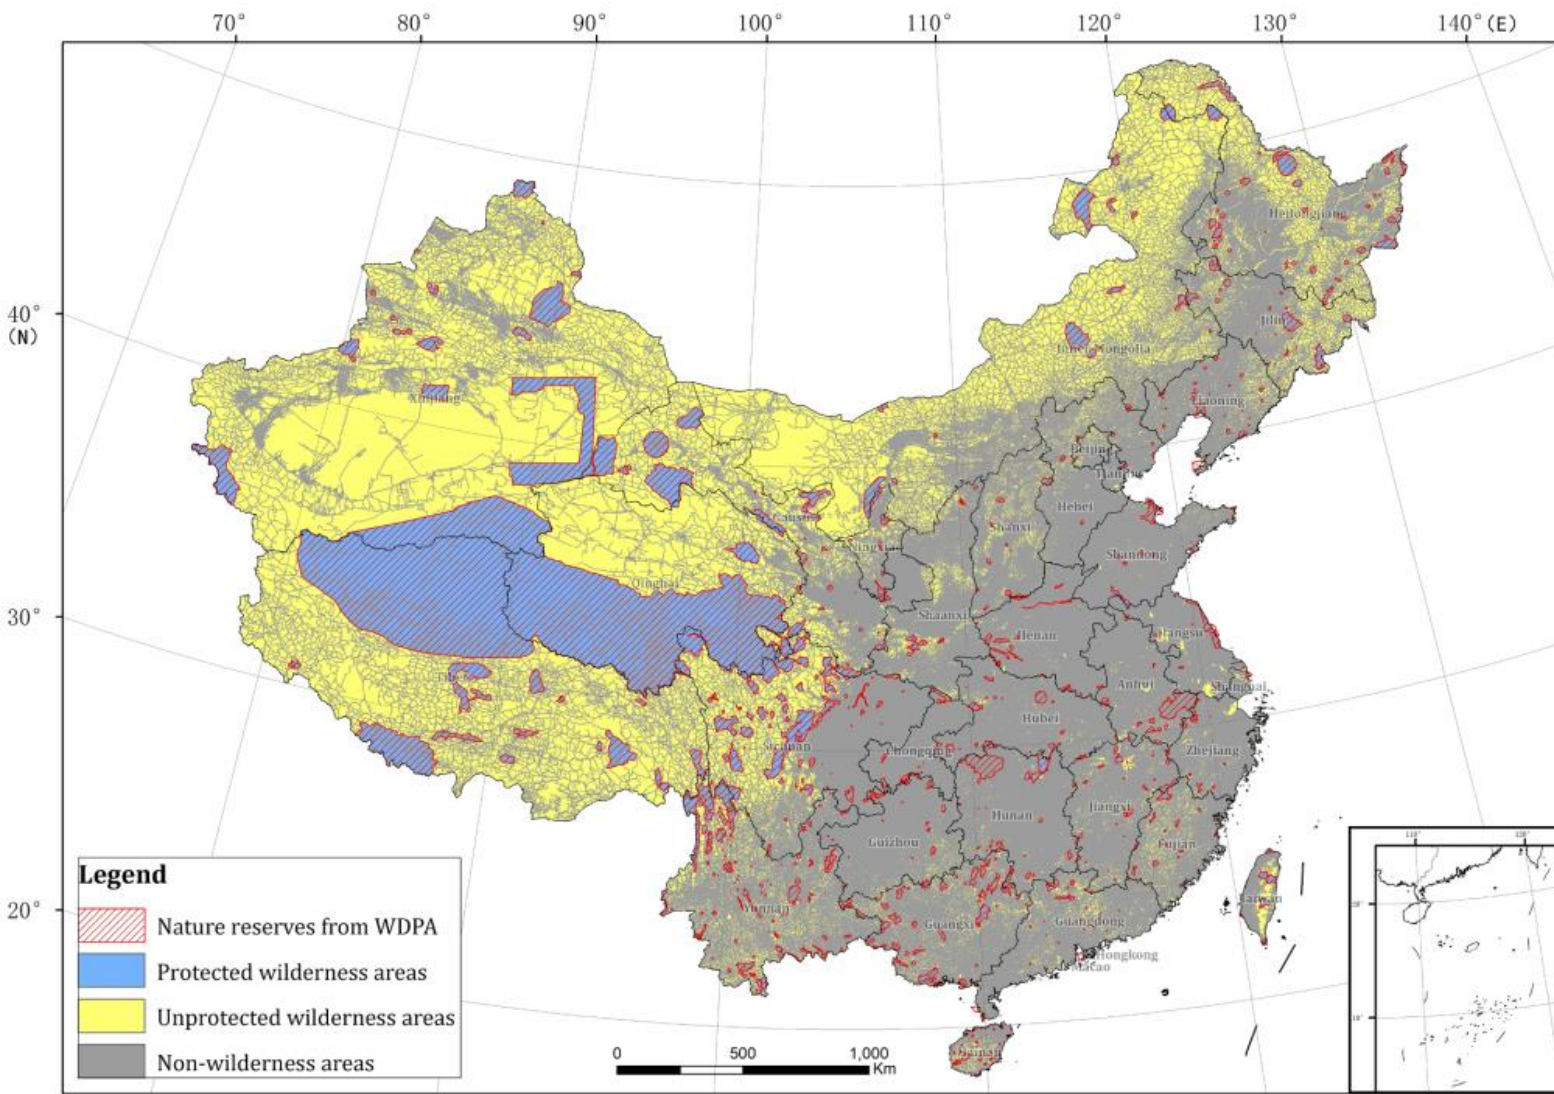 70° 80° 90° 100° 110° 120° 130° 140°(E)
40°
(N)
30°
20°
Heilongjiang
Jilin
Inner Mongolia
Liaoning
Xinjiang
Beijing
Tianjin
Hebei
Gansu
Shanxi
Ningxia
Shandong
Qinghai
Shaanxi
Henan
Jiangsu
Tibet
Anhui
Shanghai
Hubei
Sichuan
Chongqing
Zhejiang
Hunan
Jiangxi
Guizhou
Fujian
Yunnan
Guangxi
Guangdong
Taiwan
Hongkong
Macao
Hainan
Legend
Nature reserves from WDPA
Protected wilderness areas
Unprotected wilderness areas
Non-wilderness areas
0 500 1,000
Km